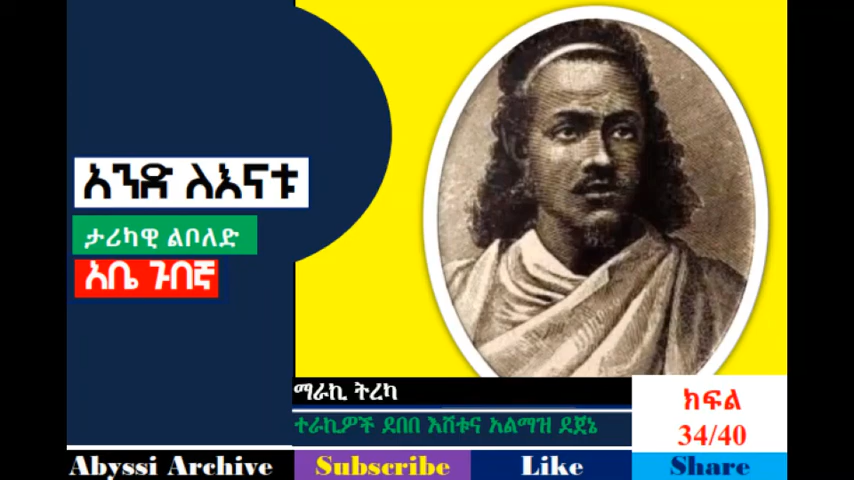 አንድ ለእናቱ
ታሪካዊ ልቦለድ
አቤ ጉበኛ
ማራኪ ትረካ
ተራኪዎች ደበበ እሸቱና አልማዝ ደጀኔ
ክፍል
34/40
Abyssi Archive
Subscribe
Like
Share